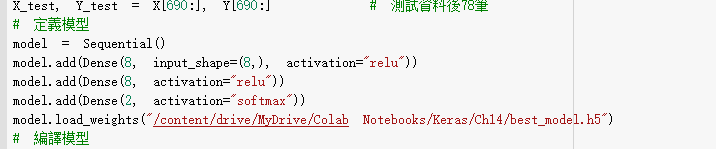 X_test,  Y_test  =  X[690:],  Y[690:]               #  測試資料後78筆
#  定義模型
model  =  Sequential()
model.add(Dense(8,  input_shape=(8,),  activation="relu"))
model.add(Dense(8,  activation="relu"))
model.add(Dense(2,  activation="softmax"))
model.load_weights("/content/drive/MyDrive/Colab  Notebooks/Keras/Ch14/best_model.h5")
#  編譯模型